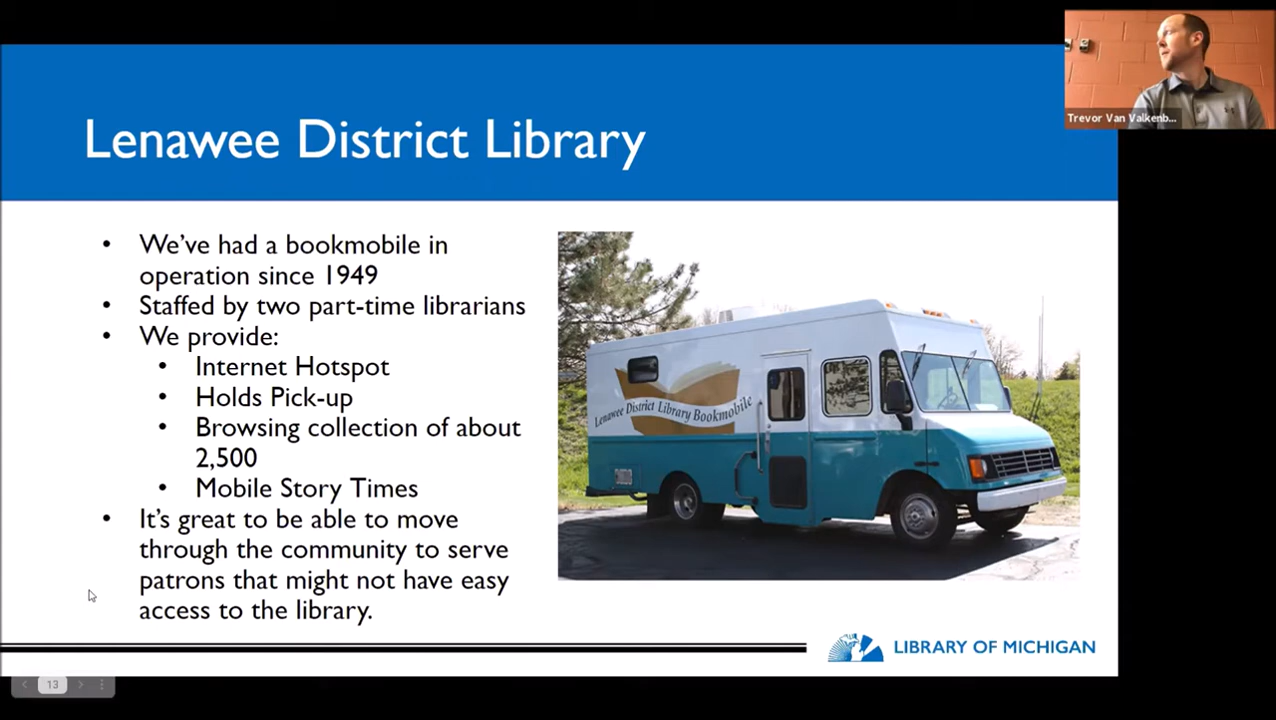 Lenawee District Library
Trevor Van Valkenb...
• We've had a bookmobile in
operation since 1949
• Staffed by two part-time librarians
• We provide:
• Internet Hotspot
• Holds Pick-up
• Browsing collection of about
2,500
• Mobile Story Times
• It's great to be able to move
through the community to serve
patrons that might not have easy
access to the library.
Lenawee District Library Bookmobile
LIBRARY OF MICHIGAN
13